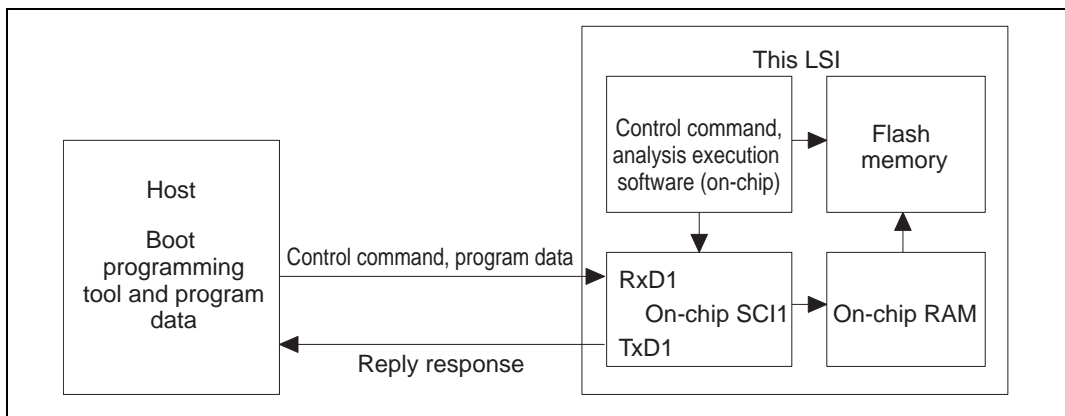 This LSI
Host
Boot
programming
tool and program
data
Control command, program data
Reply response
Control command,
analysis execution
software (on-chip)
Flash
memory
RxD1
On-chip SCI1
TxD1
On-chip RAM